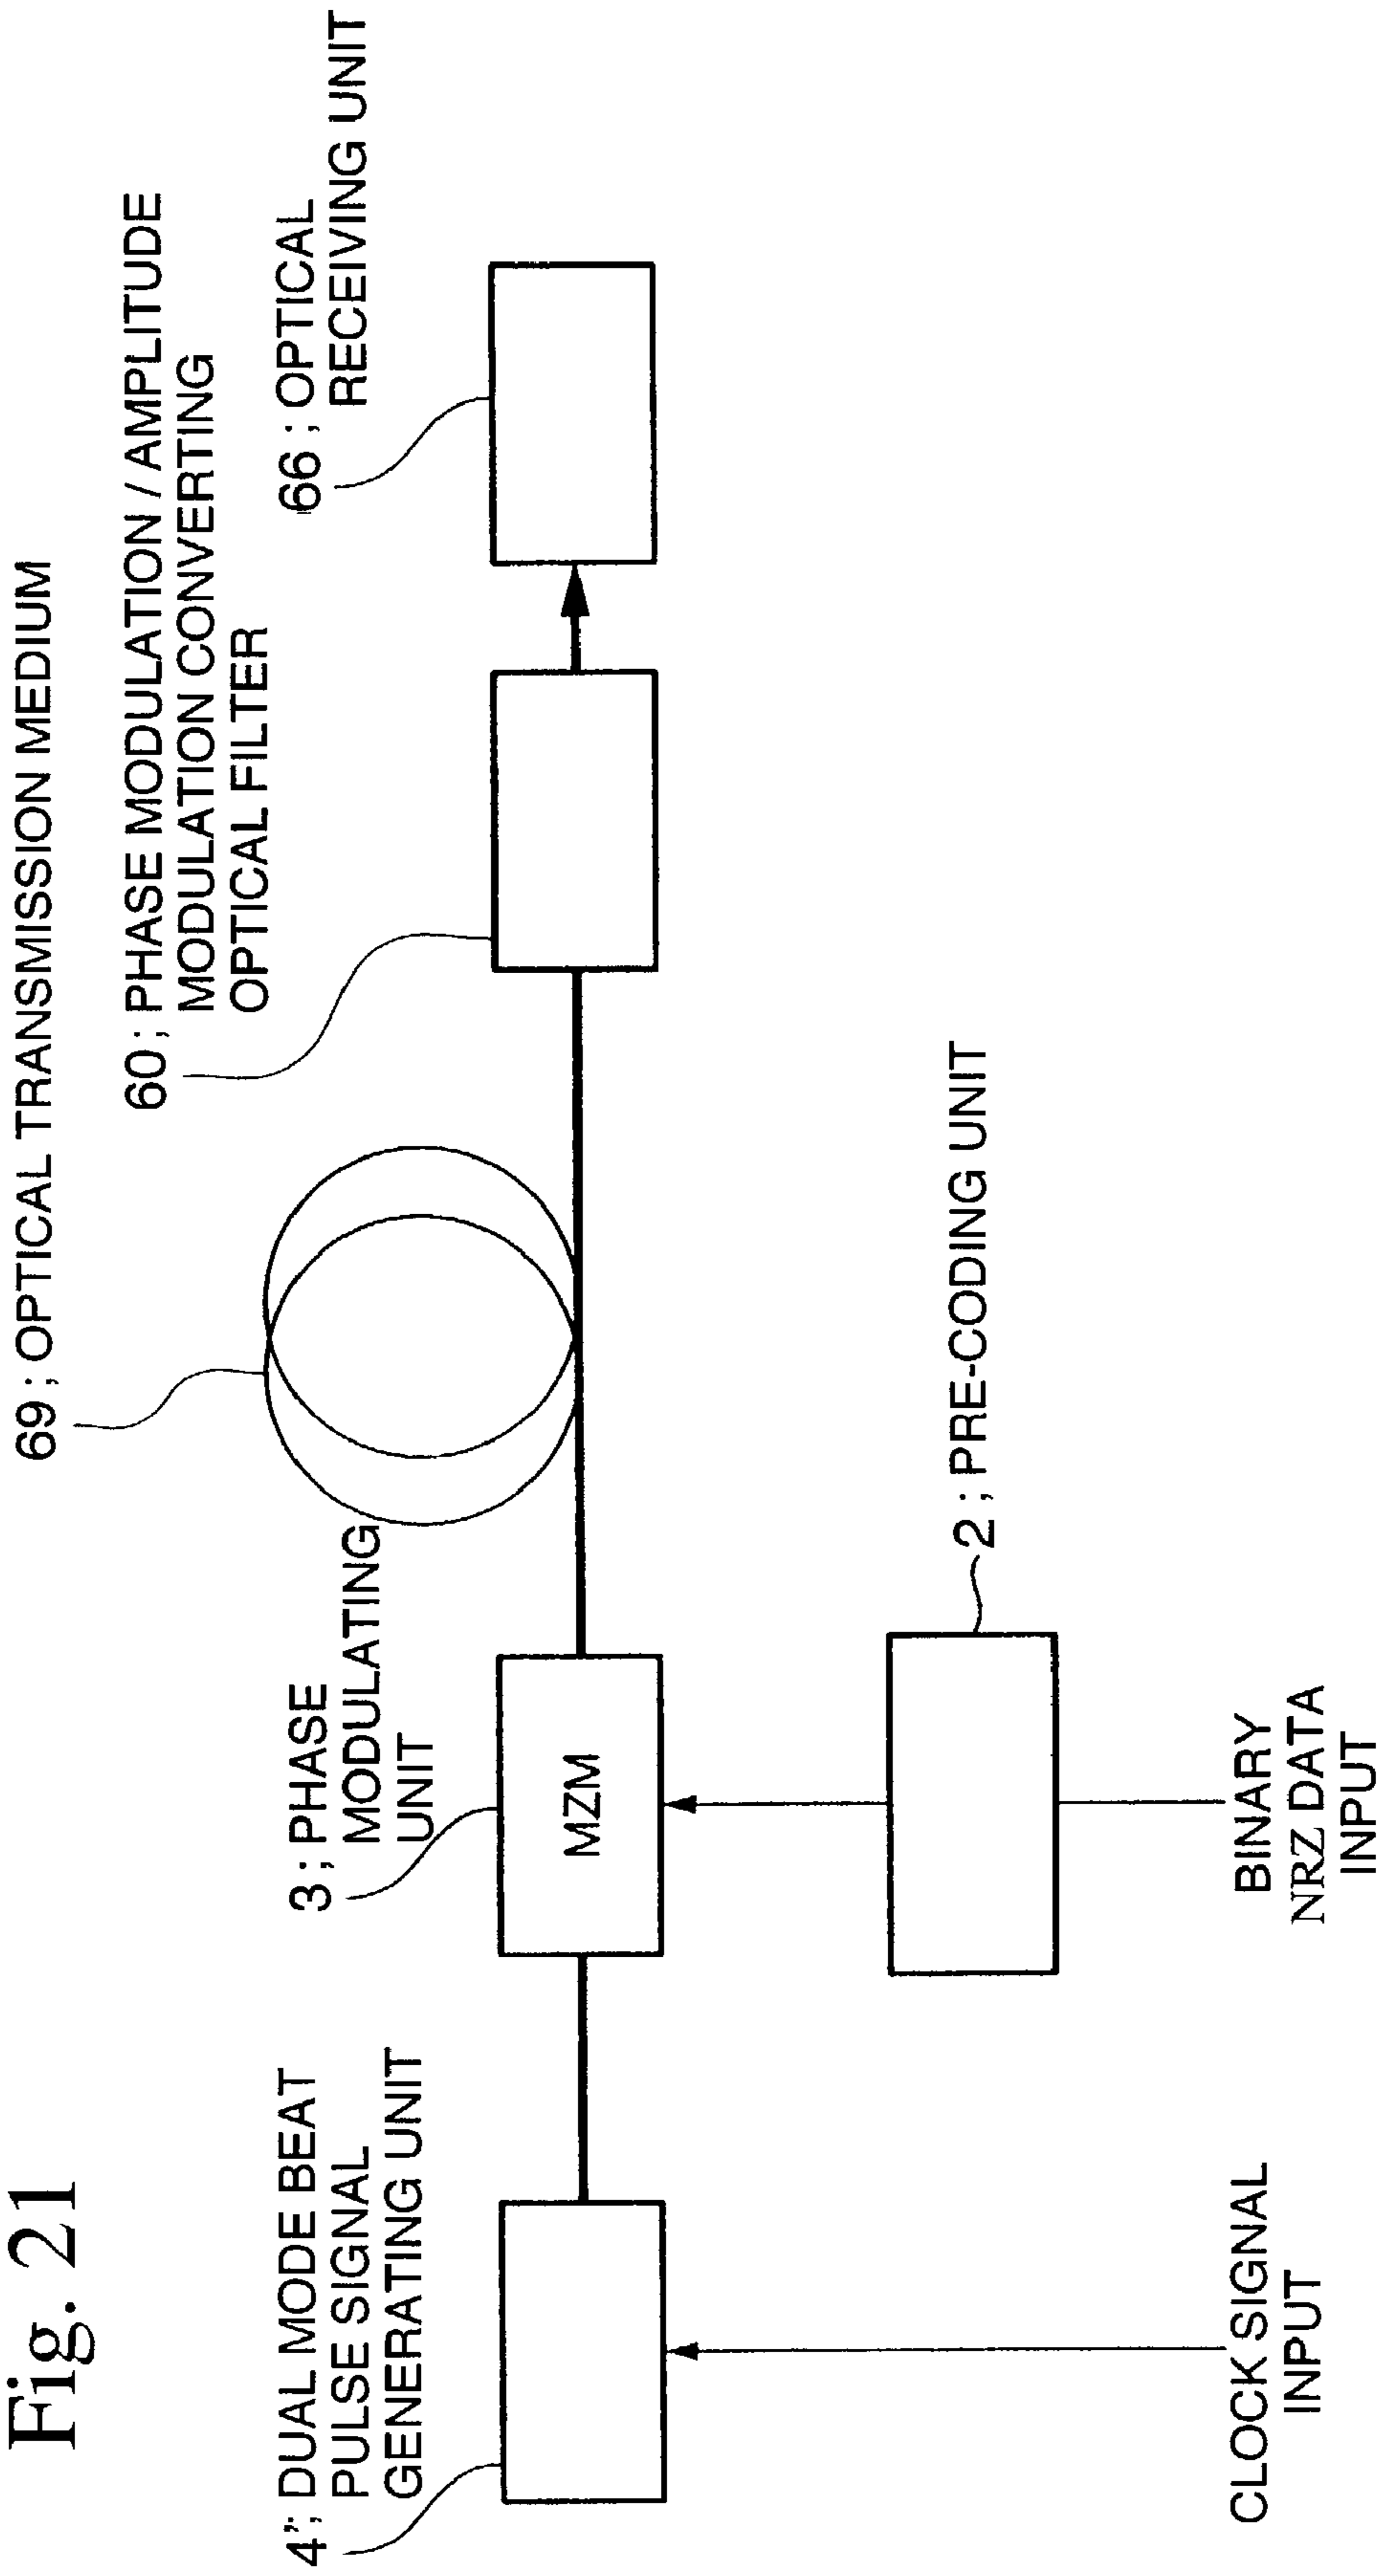 Fig. 21
69 ; OPTICAL TRANSMISSION MEDIUM
60 ; PHASE MODULATION / AMPLITUDE
MODULATION CONVERTING
OPTICAL FILTER
66 ; OPTICAL
RECEIVING UNIT
3 ; PHASE
MODULATING
UNIT
4" ; DUAL MODE BEAT
PULSE SIGNAL
GENERATING UNIT
MZM
2 ; PRE-CODING UNIT
CLOCK SIGNAL
INPUT
BINARY
NRZ DATA
INPUT